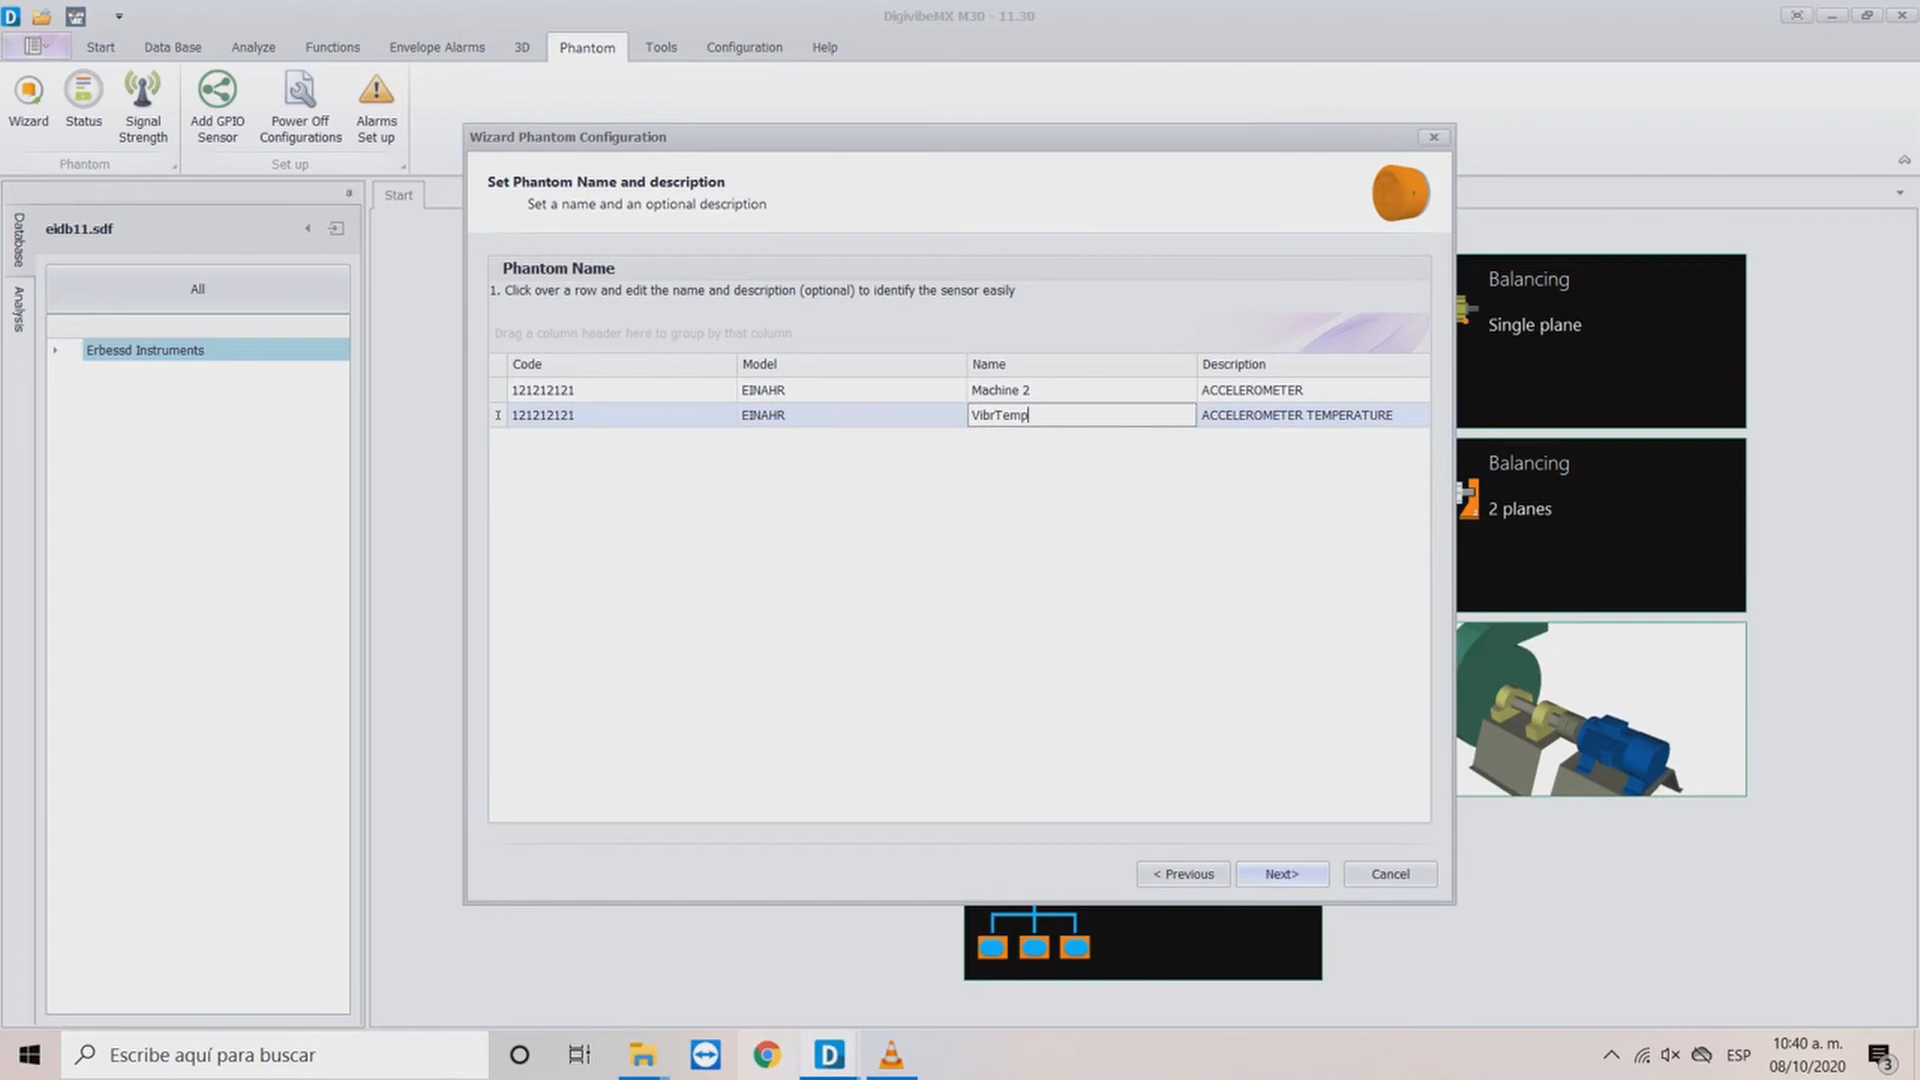 DigivibeMX M30 - 11.30
Start
Data Base
Analyze
Functions
Envelope Alarms
3D
Phantom
Tools
Configuration
Help
Wizard
Status
Signal
Strength
Add GPIO
Sensor
Power Off
Configurations
Alarms
Set up
Phantom
Set up
Database
Analysis
eidb11.sdf
All
Erbessd Instruments
Start
Wizard Phantom Configuration
Set Phantom Name and description
Set a name and an optional description
Phantom Name
1. Click over a row and edit the name and description (optional) to identify the sensor easily
Drag a column header here to group by that column
Code Model Name Description
121212121 EINAHR Machine 2 ACCELEROMETER
121212121 EINAHR VibrTemp ACCELEROMETER TEMPERATURE
< Previous
Next>
Cancel
Balancing
Single plane
Balancing
2 planes
Escribe aquí para buscar
ESP
10:40 a. m.
08/10/2020
3